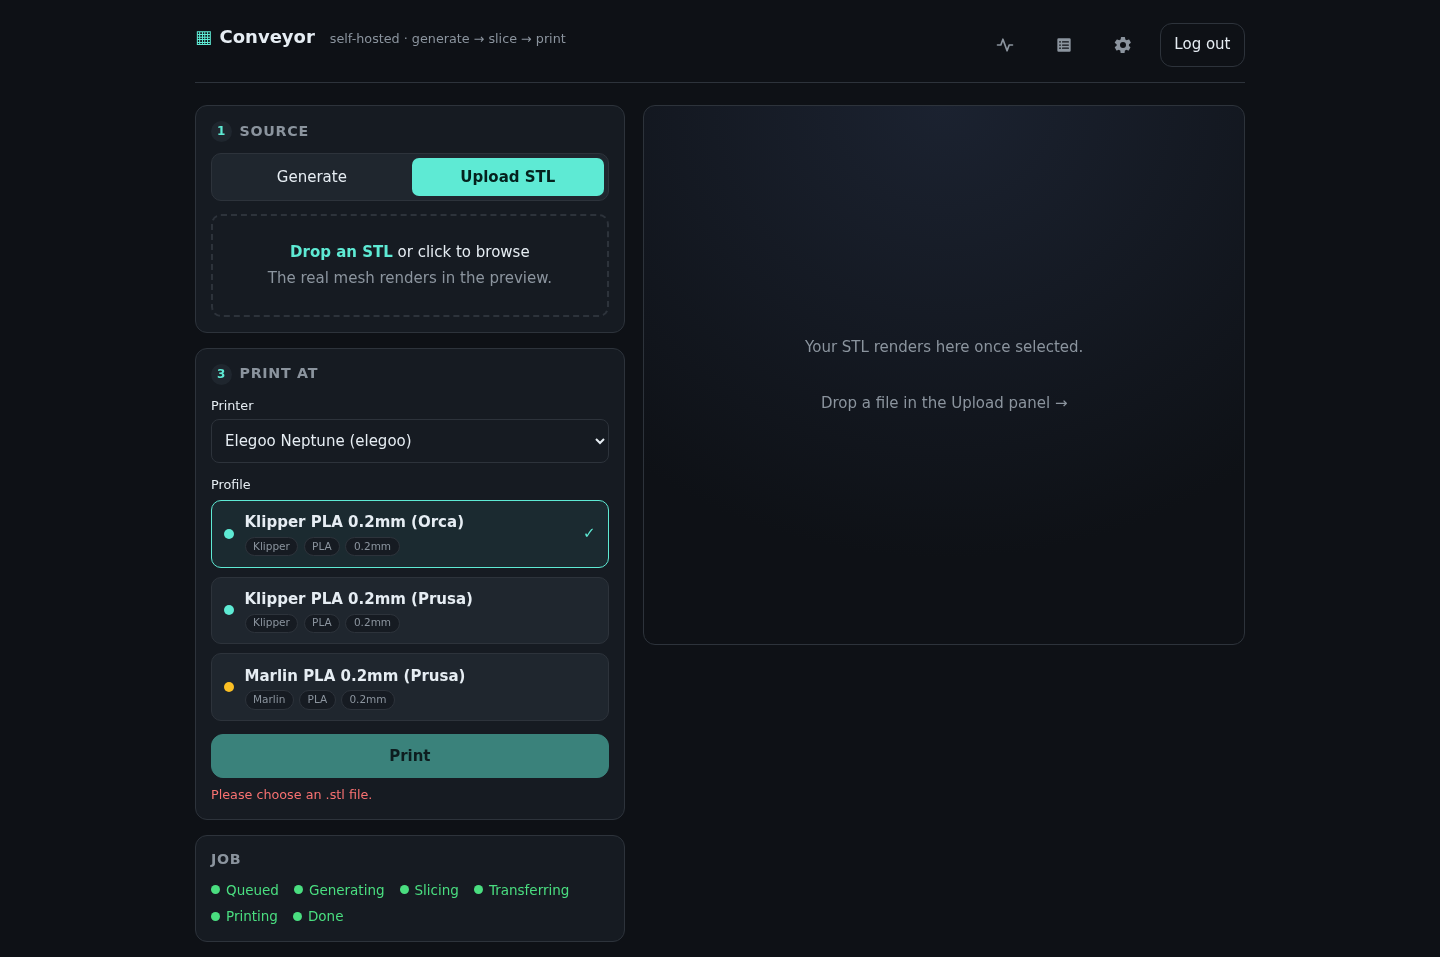 Conveyor self-hosted · generate → slice → print
Log out
1 SOURCE
Generate Upload STL
Drop an STL or click to browse
The real mesh renders in the preview.
Your STL renders here once selected.
Drop a file in the Upload panel →
3 PRINT AT
Printer
Elegoo Neptune (elegoo)
Profile
Klipper PLA 0.2mm (Orca) ✓
Klipper PLA 0.2mm
Klipper PLA 0.2mm (Prusa)
Klipper PLA 0.2mm
Marlin PLA 0.2mm (Prusa)
Marlin PLA 0.2mm
Print
Please choose an .stl file.
JOB
Queued Generating Slicing Transferring
Printing Done